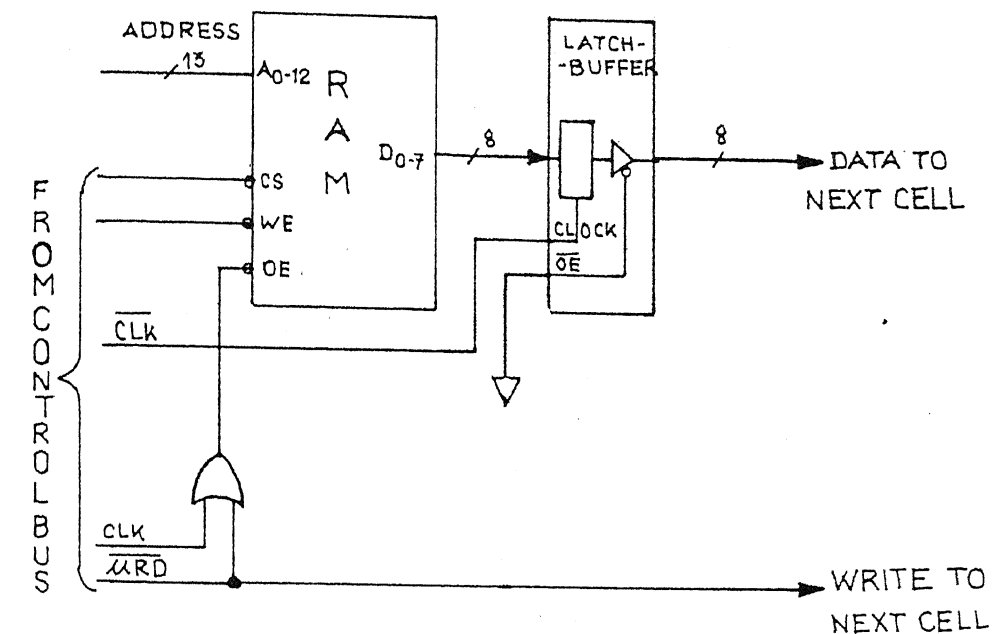 ADDRESS
13
A0-12
RAM
D0-7
8
LATCH-
-BUFFER
8
DATA TO
NEXT CELL
FROM CONTROL BUS
CS
WE
OE
CLOCK
OE
CLK
CLK
μRD
WRITE TO
NEXT CELL